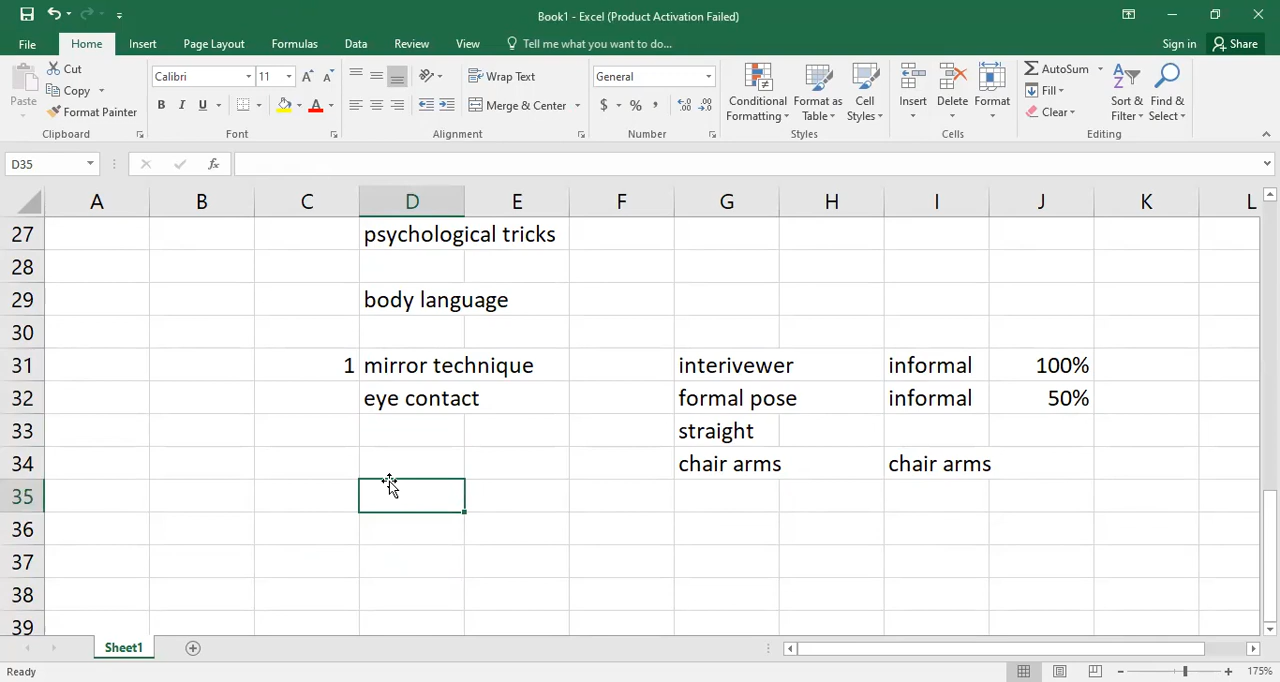 Book1 - Excel (Product Activation Failed)
File Home Insert Page Layout Formulas Data Review View Tell me what you want to do... Sign in Share
Paste Cut Copy Format Painter Clipboard
Calibri 11 B I U Font
Wrap Text Merge & Center Alignment
General $ % , Number
Conditional Formatting Format as Table Cell Styles Styles
Insert Delete Format Cells
AutoSum Fill Clear Sort & Filter Find & Select Editing
D35 fx
A B C D E F G H I J K L
27 psychological tricks
28
29 body language
30
31 1 mirror technique interivewer informal 100%
32 eye contact formal pose informal 50%
33 straight
34 chair arms chair arms
35
36
37
38
39
Sheet1
Ready 175%